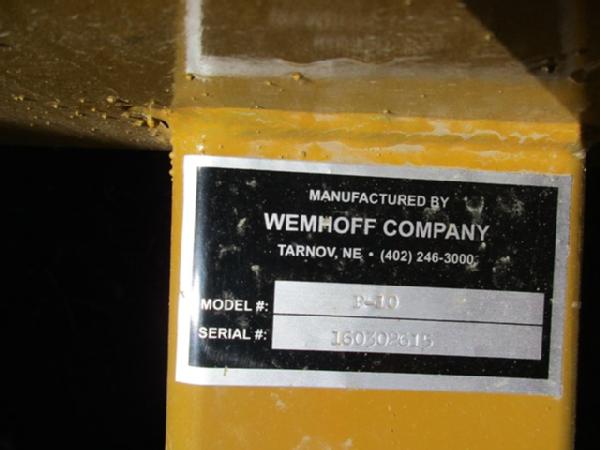 MANUFACTURED BY
WEMHOFF COMPANY
TARNOV, NE • (402) 246-3000
MODEL #:
SERIAL #: